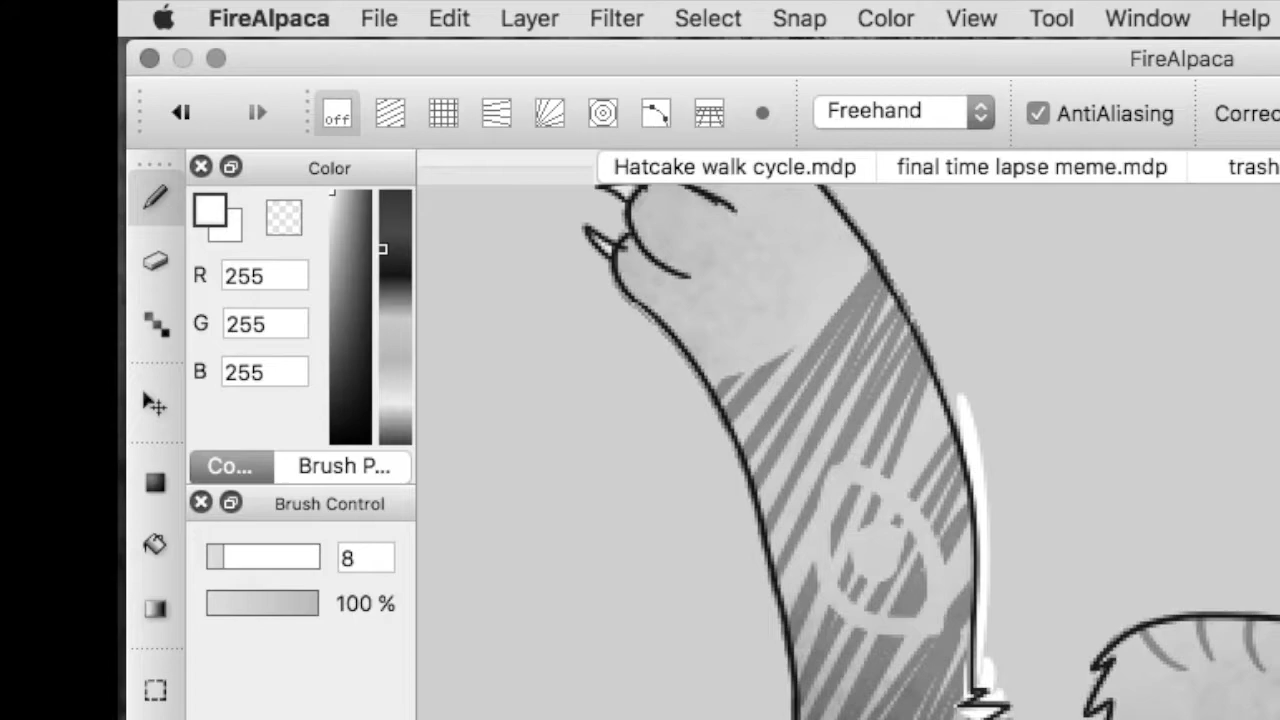 FireAlpaca File Edit Layer Filter Select Snap Color View Tool Window Help
FireAlpaca
off Freehand AntiAliasing Correc
Color Hatcake walk cycle.mdp final time lapse meme.mdp trash
R 255
G 255
B 255
Co... Brush P...
Brush Control
8
100 %